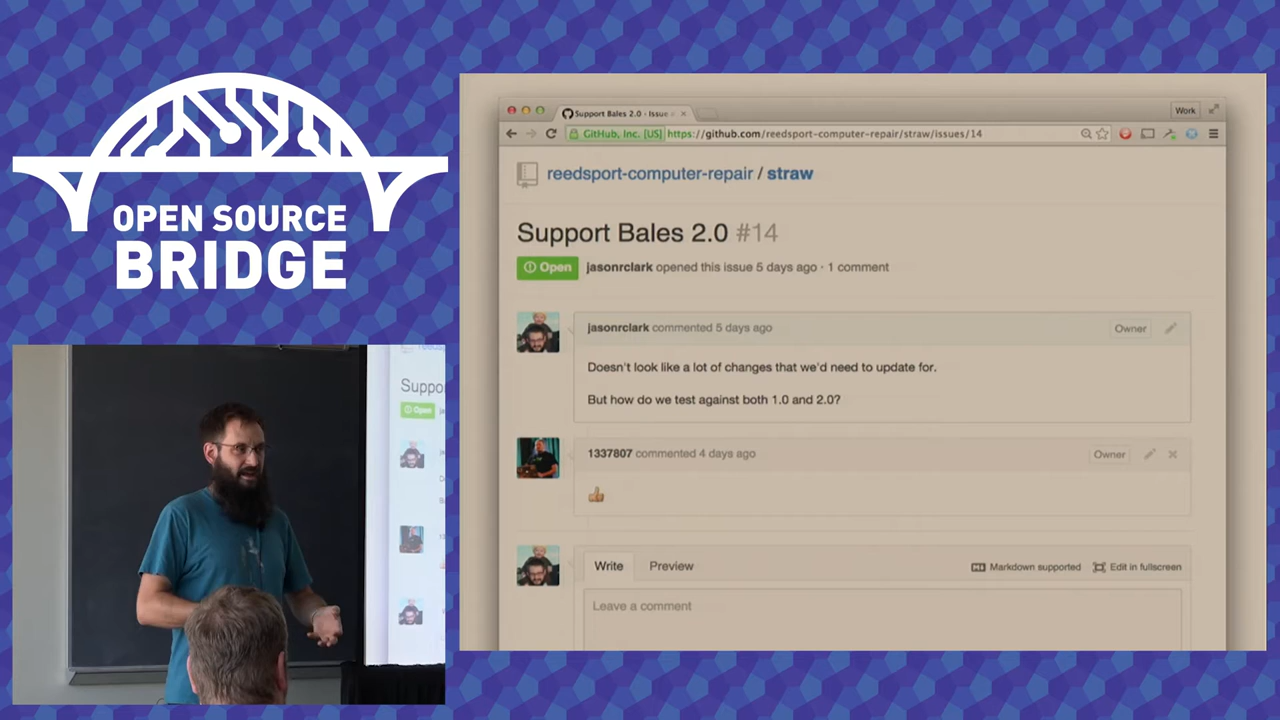 OPEN SOURCE
BRIDGE
Support Bales 2.0 · Issue
Work
GitHub, Inc. [US] https://github.com/reedsport-computer-repair/straw/issues/14
reedsport-computer-repair / straw
Support Bales 2.0 #14
Open jasonrclark opened this issue 5 days ago · 1 comment
jasonrclark commented 5 days ago Owner
Doesn't look like a lot of changes that we'd need to update for.
But how do we test against both 1.0 and 2.0?
1337807 commented 4 days ago Owner
👍
Write Preview Markdown supported Edit in fullscreen
Leave a comment
Suppo
Open